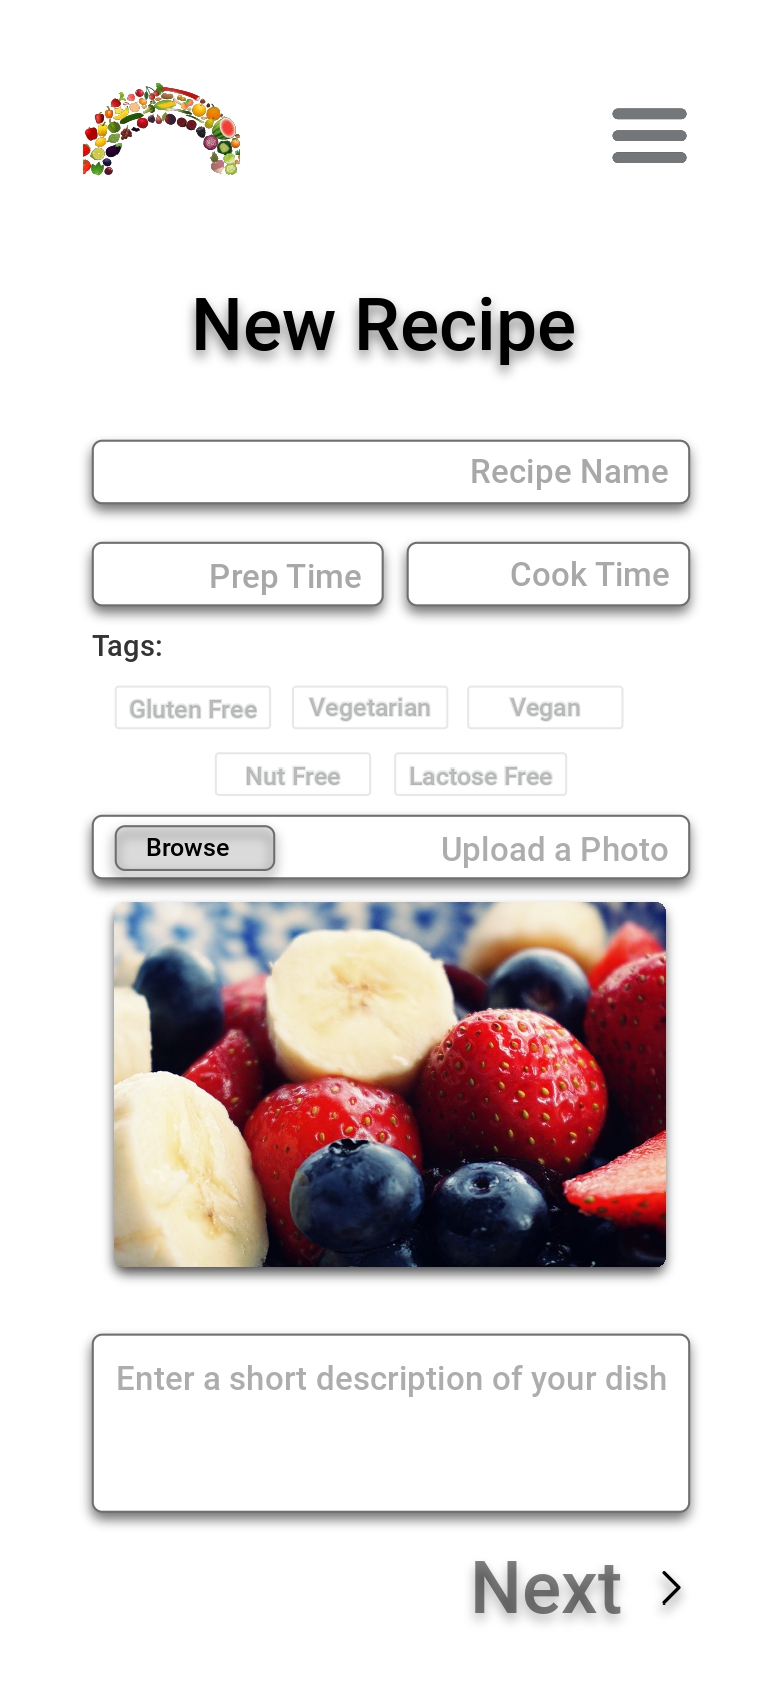 New Recipe
Recipe Name
Prep Time Cook Time
Tags:
Gluten Free Vegetarian Vegan
Nut Free Lactose Free
Browse Upload a Photo
Enter a short description of your dish
Next